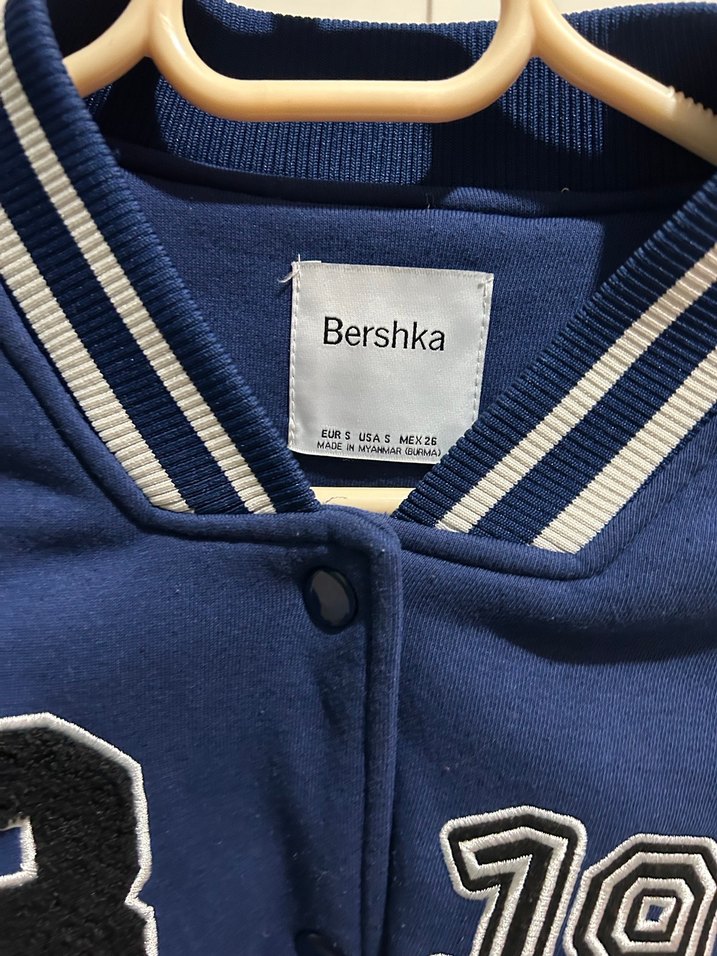 Bershka
EUR S USA S MEX 26
MADE IN MYANMAR (BURMA)